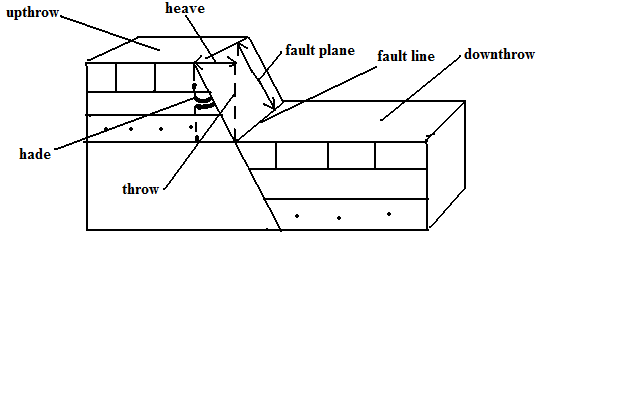 heave
upthrow
fault plane
fault line
downthrow
hade
throw